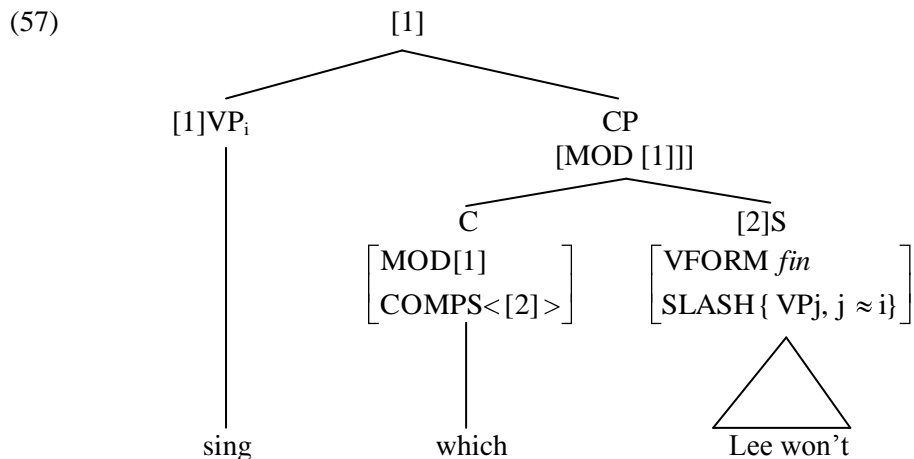 (57) [1]
[1]VPi CP
[MOD [1]]]
C [2]S
MOD[1] VFORM fin
COMPS<[2]> SLASH{ VPj, j ≈ i}
sing which Lee won't